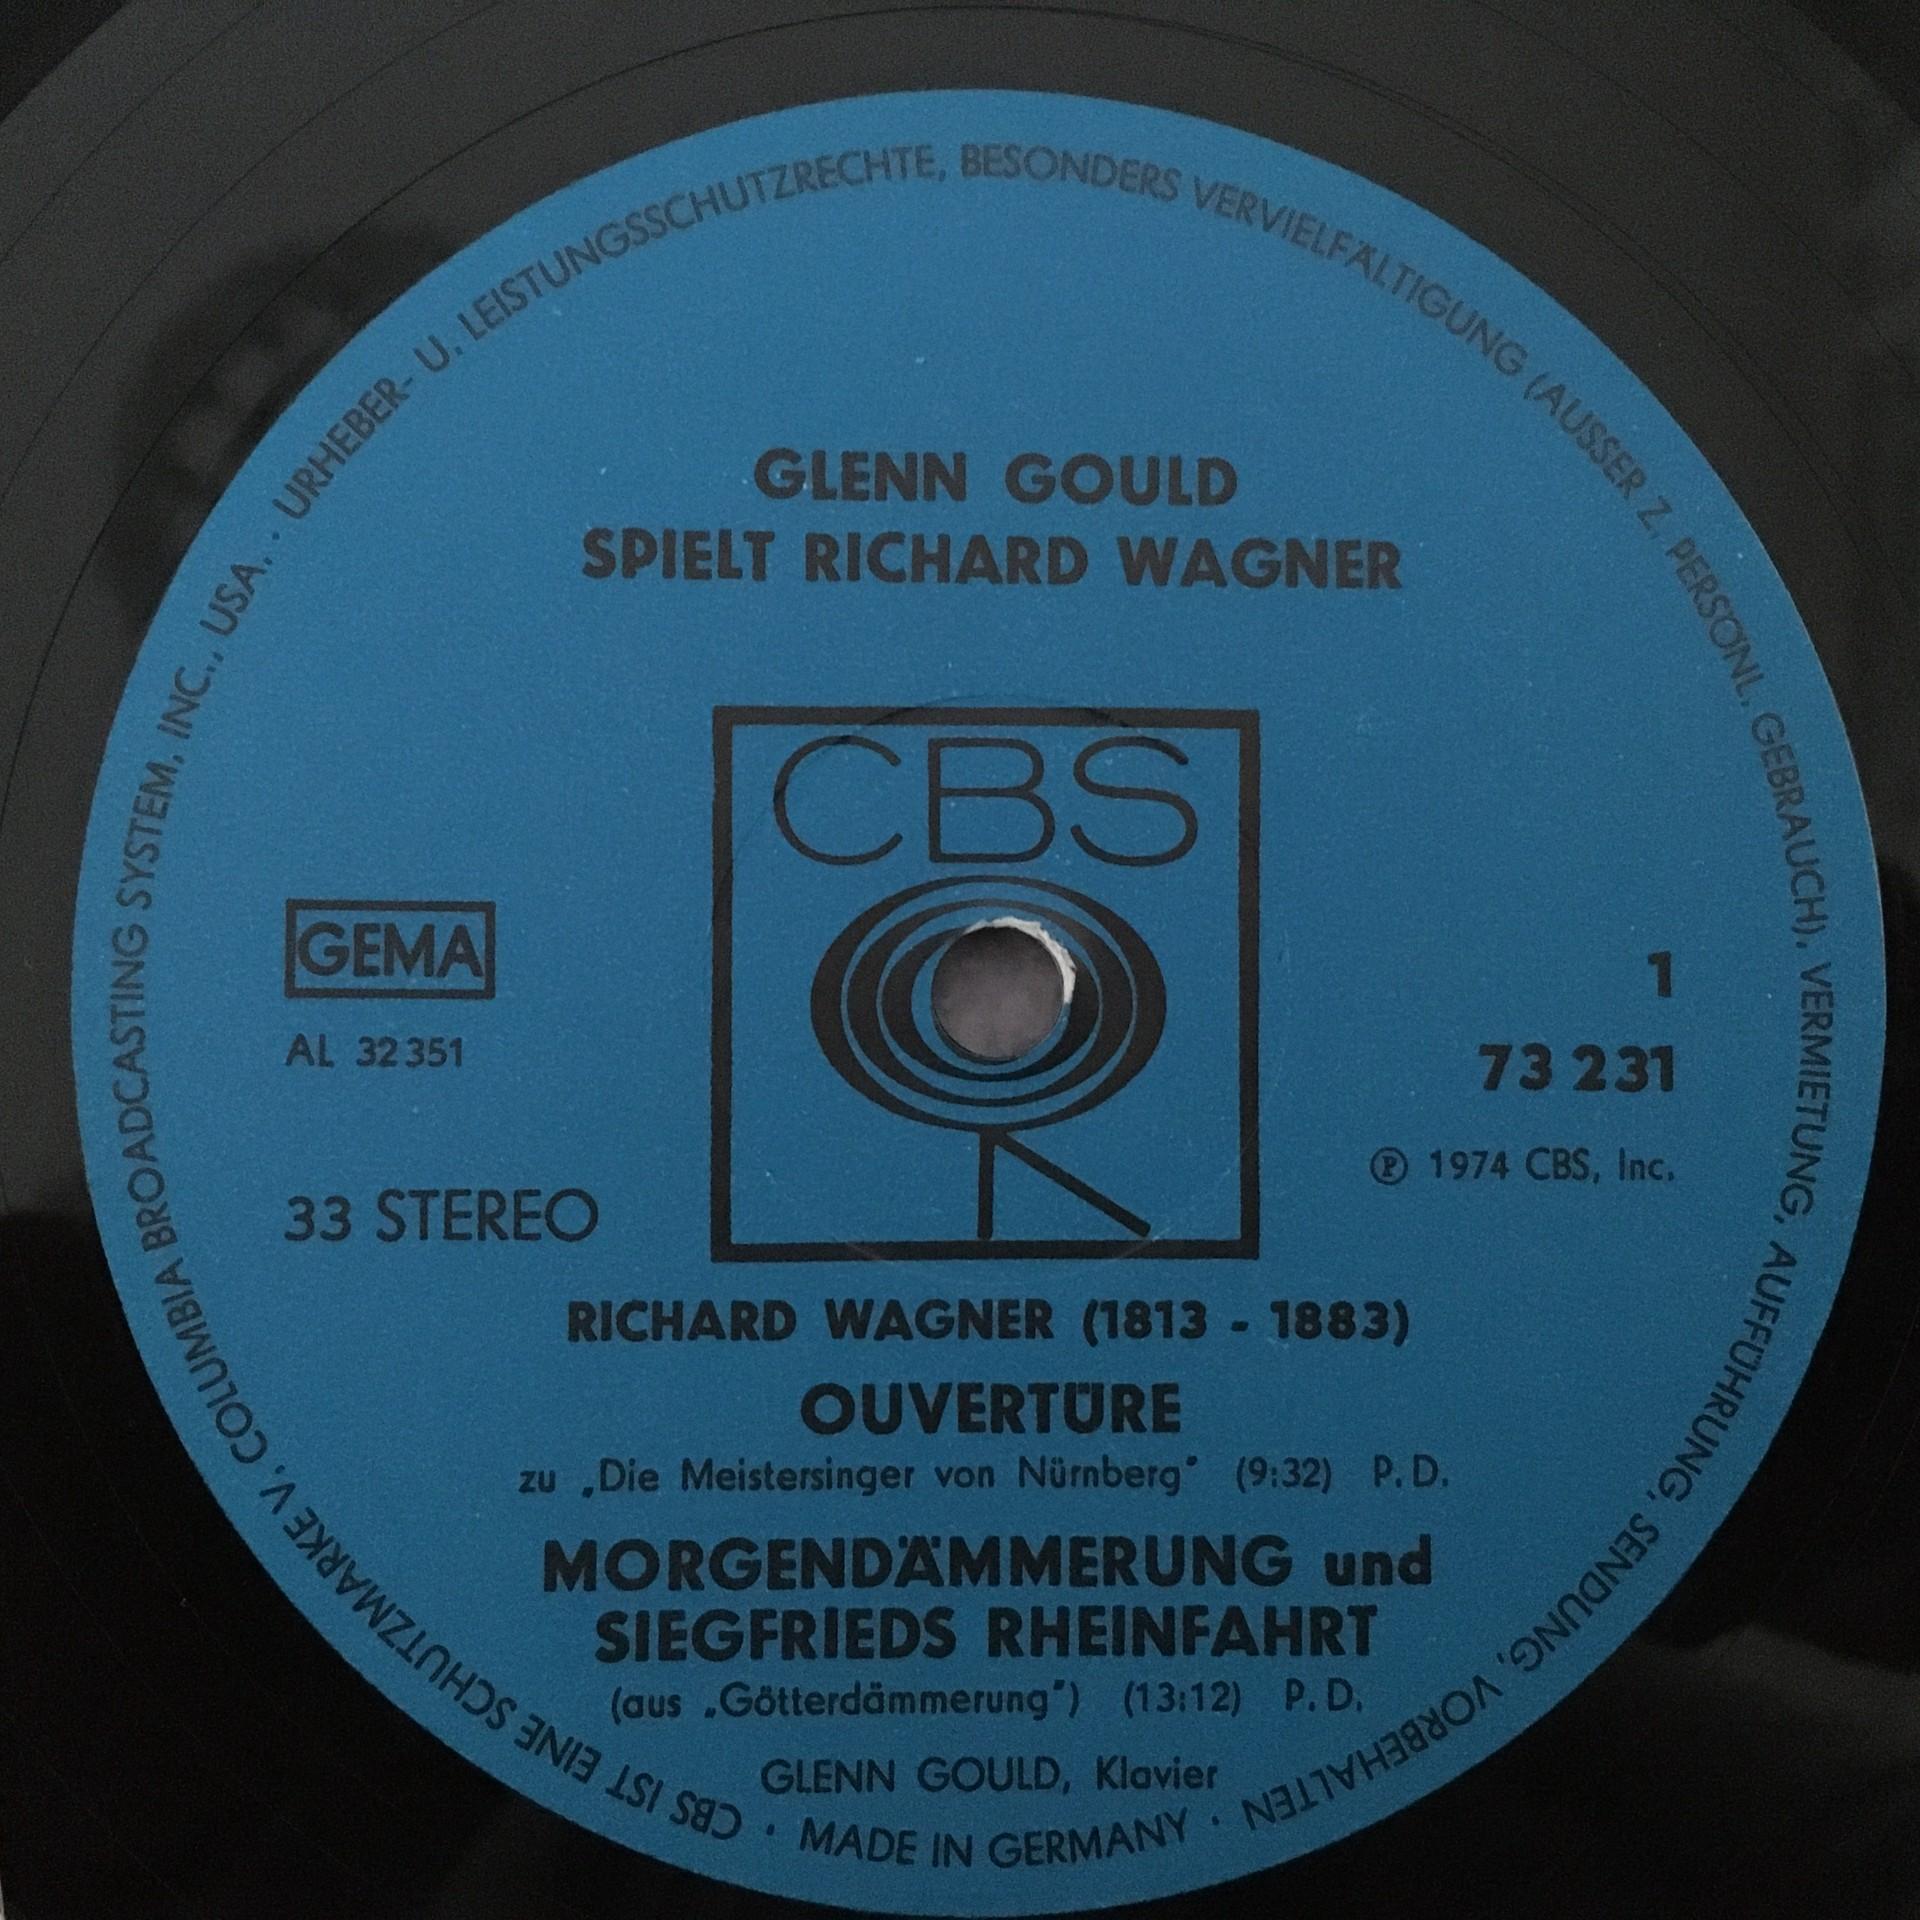 GLENN GOULD
SPIELT RICHARD WAGNER
CBS
GEMA
AL 32 351
33 STEREO
1
73 231
℗ 1974 CBS, Inc.
RICHARD WAGNER (1813 - 1883)
OUVERTÜRE
zu „Die Meistersinger von Nürnberg" (9:32) P.D.
MORGENDÄMMERUNG und
SIEGFRIEDS RHEINFAHRT
(aus „Götterdämmerung") (13:12) P.D.
GLENN GOULD, Klavier
· MADE IN GERMANY ·
CBS IST EINE SCHUTZMARKE V. COLUMBIA BROADCASTING SYSTEM, INC., USA. · URHEBER- U. LEISTUNGSSCHUTZRECHTE, BESONDERS VERVIELFÄLTIGUNG (AUSSER Z. PERSÖNL. GEBRAUCH), VERMIETUNG, AUFFÜHRUNG, SENDUNG, VORBEHALTEN